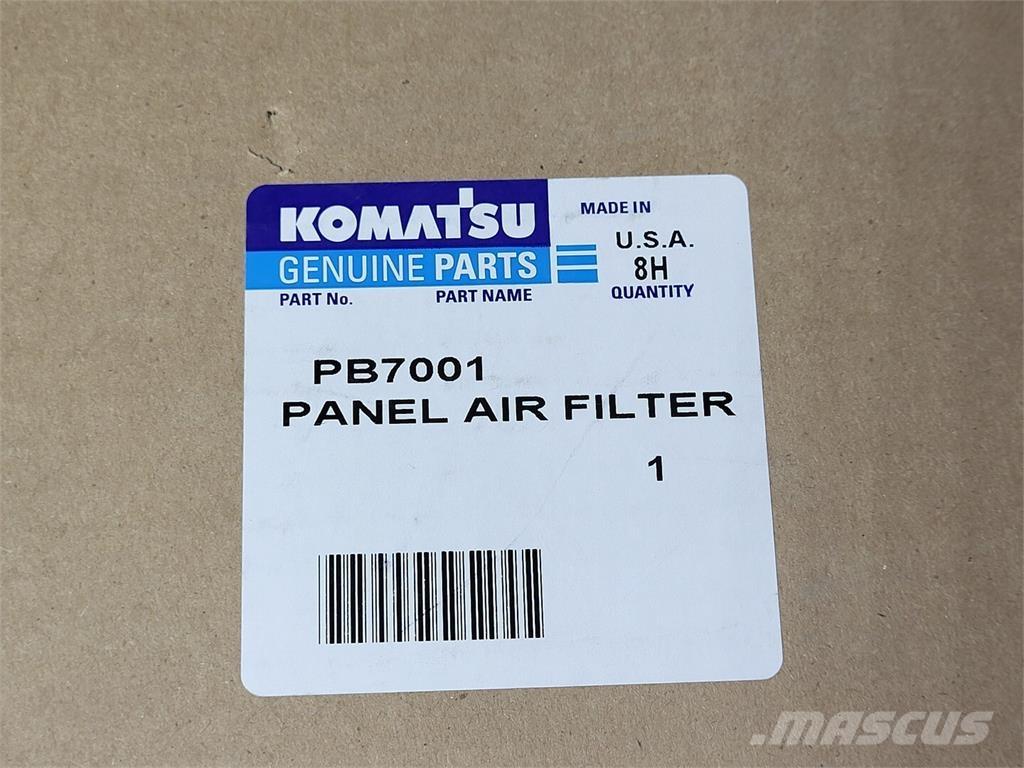 KOMATSU MADE IN
U.S.A.
GENUINE PARTS 8H
PART No. PART NAME QUANTITY
PB7001
PANEL AIR FILTER
1
MASCUS